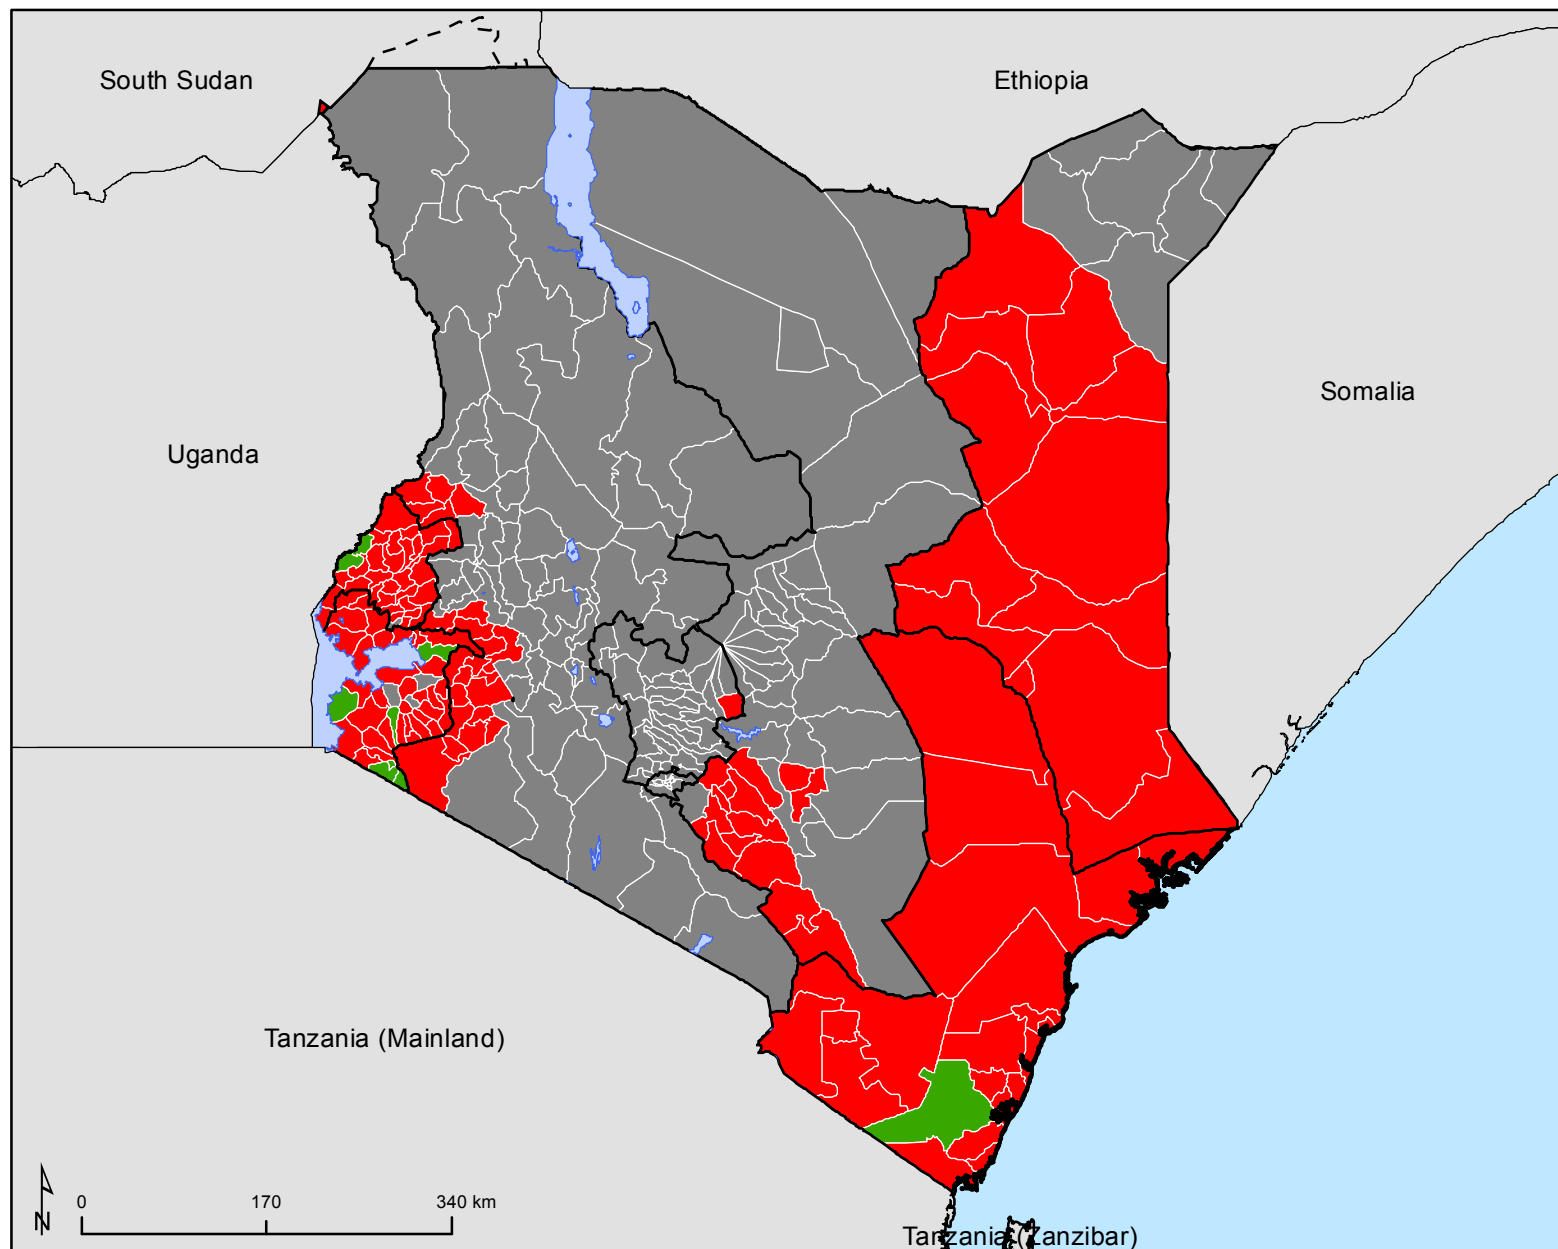 South Sudan
Ethiopia
Somalia
Uganda
Tanzania (Mainland)
N
0 170 340 km
Tanzania (Zanzibar)